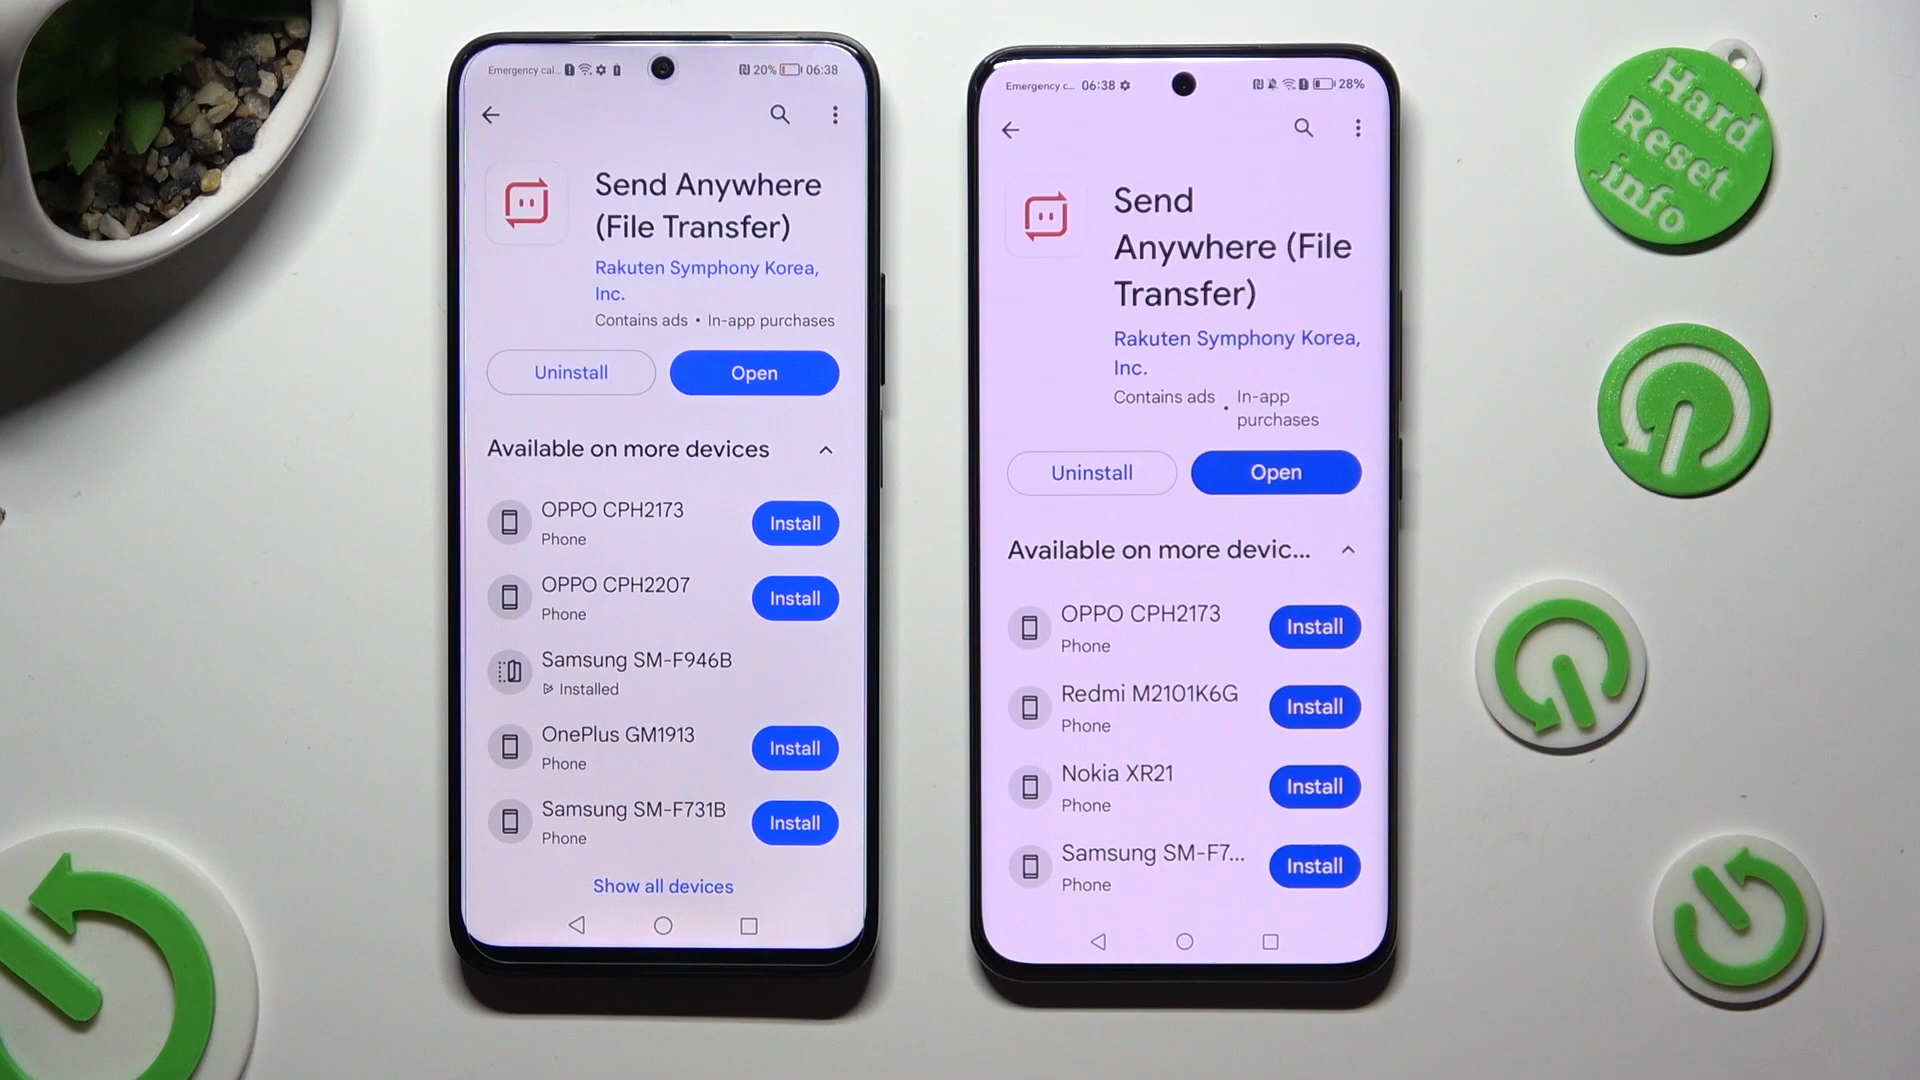 Emergency cal... 20% 06:38
Send Anywhere
(File Transfer)
Rakuten Symphony Korea,
Inc.
Contains ads • In-app purchases
Uninstall
Open
Available on more devices
OPPO CPH2173
Phone
Install
OPPO CPH2207
Phone
Install
Samsung SM-F946B
Installed
OnePlus GM1913
Phone
Install
Samsung SM-F731B
Phone
Install
Show all devices
Emergency c... 06:38 28%
Send
Anywhere (File
Transfer)
Rakuten Symphony Korea,
Inc.
Contains ads • In-app
purchases
Uninstall
Open
Available on more devic...
OPPO CPH2173
Phone
Install
Redmi M2101K6G
Phone
Install
Nokia XR21
Phone
Install
Samsung SM-F7...
Phone
Install
Hard
Reset
.info